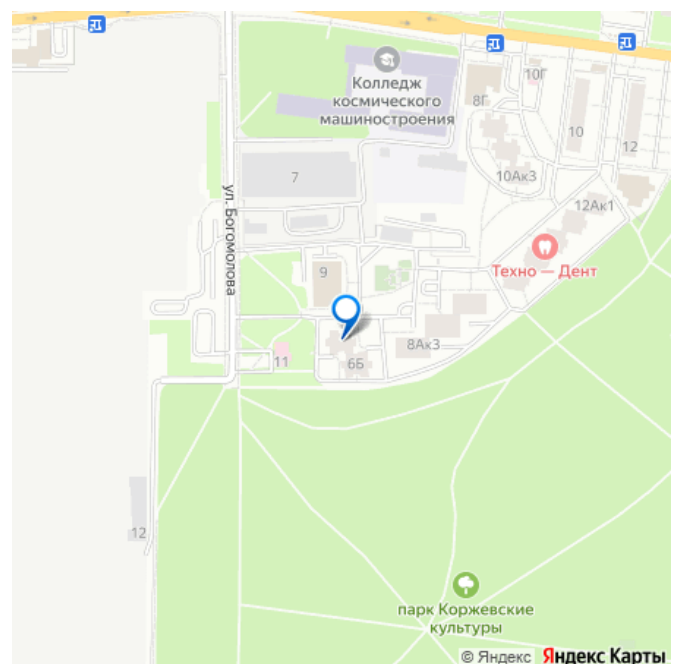 Колледж
космического
машиностроения
8Г
10Г
10
12
10Ак3
12Ак1
7
ул. Богомолова
Техно — Дент
9
8Ак3
6Б
11
12
парк Коржевские
культуры
© Яндекс Яндекс Карты